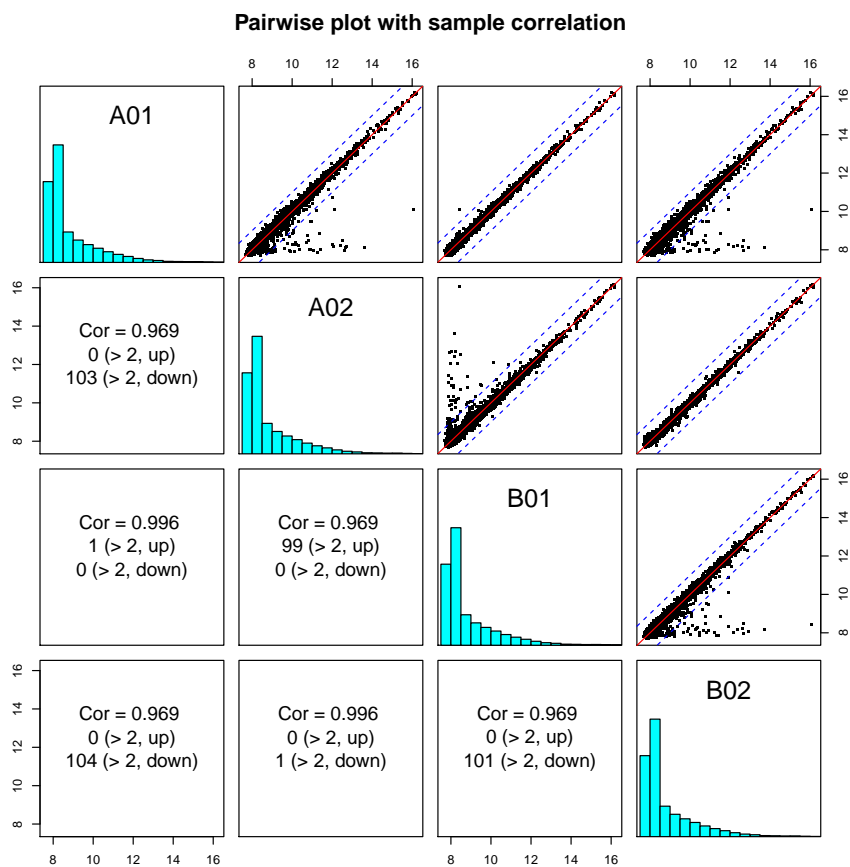 Pairwise plot with sample correlation
8 10 12 14 16
8 10 12 14 16
A01
8 10 12 14 16
8 10 12 14 16
Cor = 0.969
0 (> 2, up)
103 (> 2, down)
A02
Cor = 0.996
1 (> 2, up)
0 (> 2, down)
Cor = 0.969
99 (> 2, up)
0 (> 2, down)
B01
8 10 12 14 16
8 10 12 14 16
Cor = 0.969
0 (> 2, up)
104 (> 2, down)
Cor = 0.996
0 (> 2, up)
1 (> 2, down)
Cor = 0.969
0 (> 2, up)
101 (> 2, down)
B02
8 10 12 14 16
8 10 12 14 16